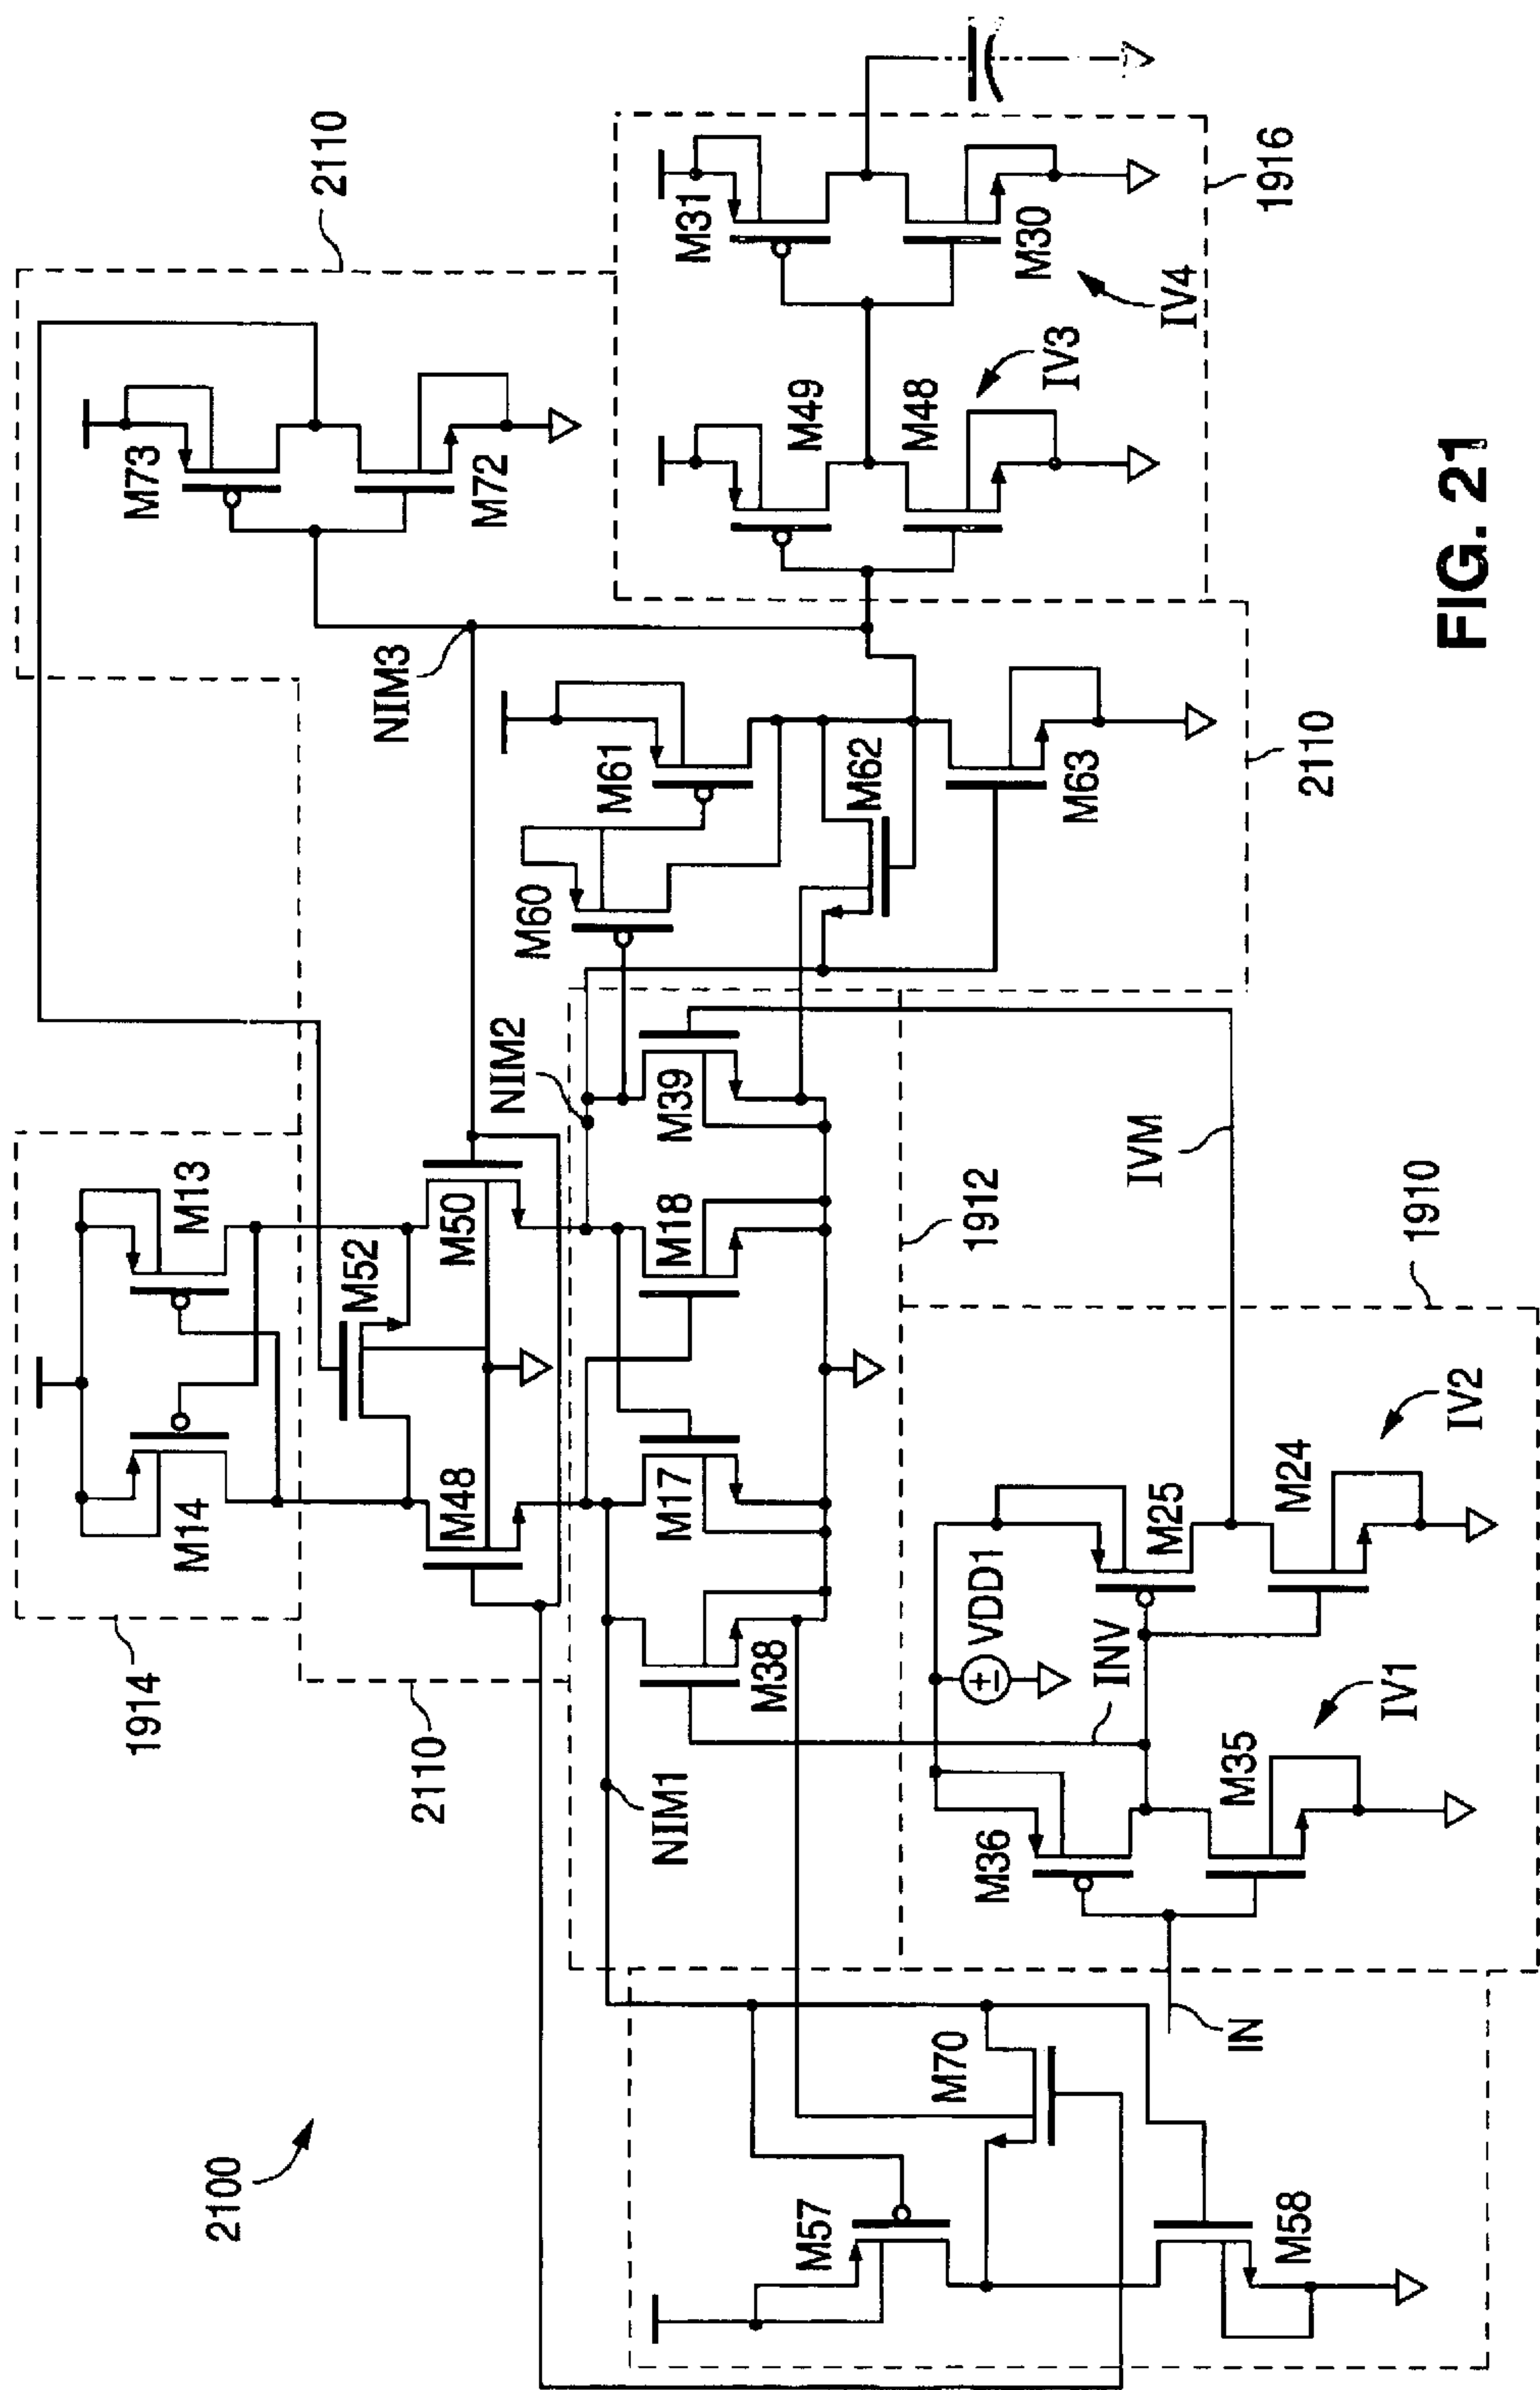 2100
1914
2110
NIM1
M14
M13
M48
M52
M50
NIM2
NIM3
M73
M72
2110
M38
M17
M18
M39
M60
M61
M62
M63
M49
M48
IV3
M31
M30
IV4
1916
2110
1912
IVM
1910
M57
M70
M58
IN
M36
M35
INV
VDD1
IV1
M25
M24
IV2
FIG. 21